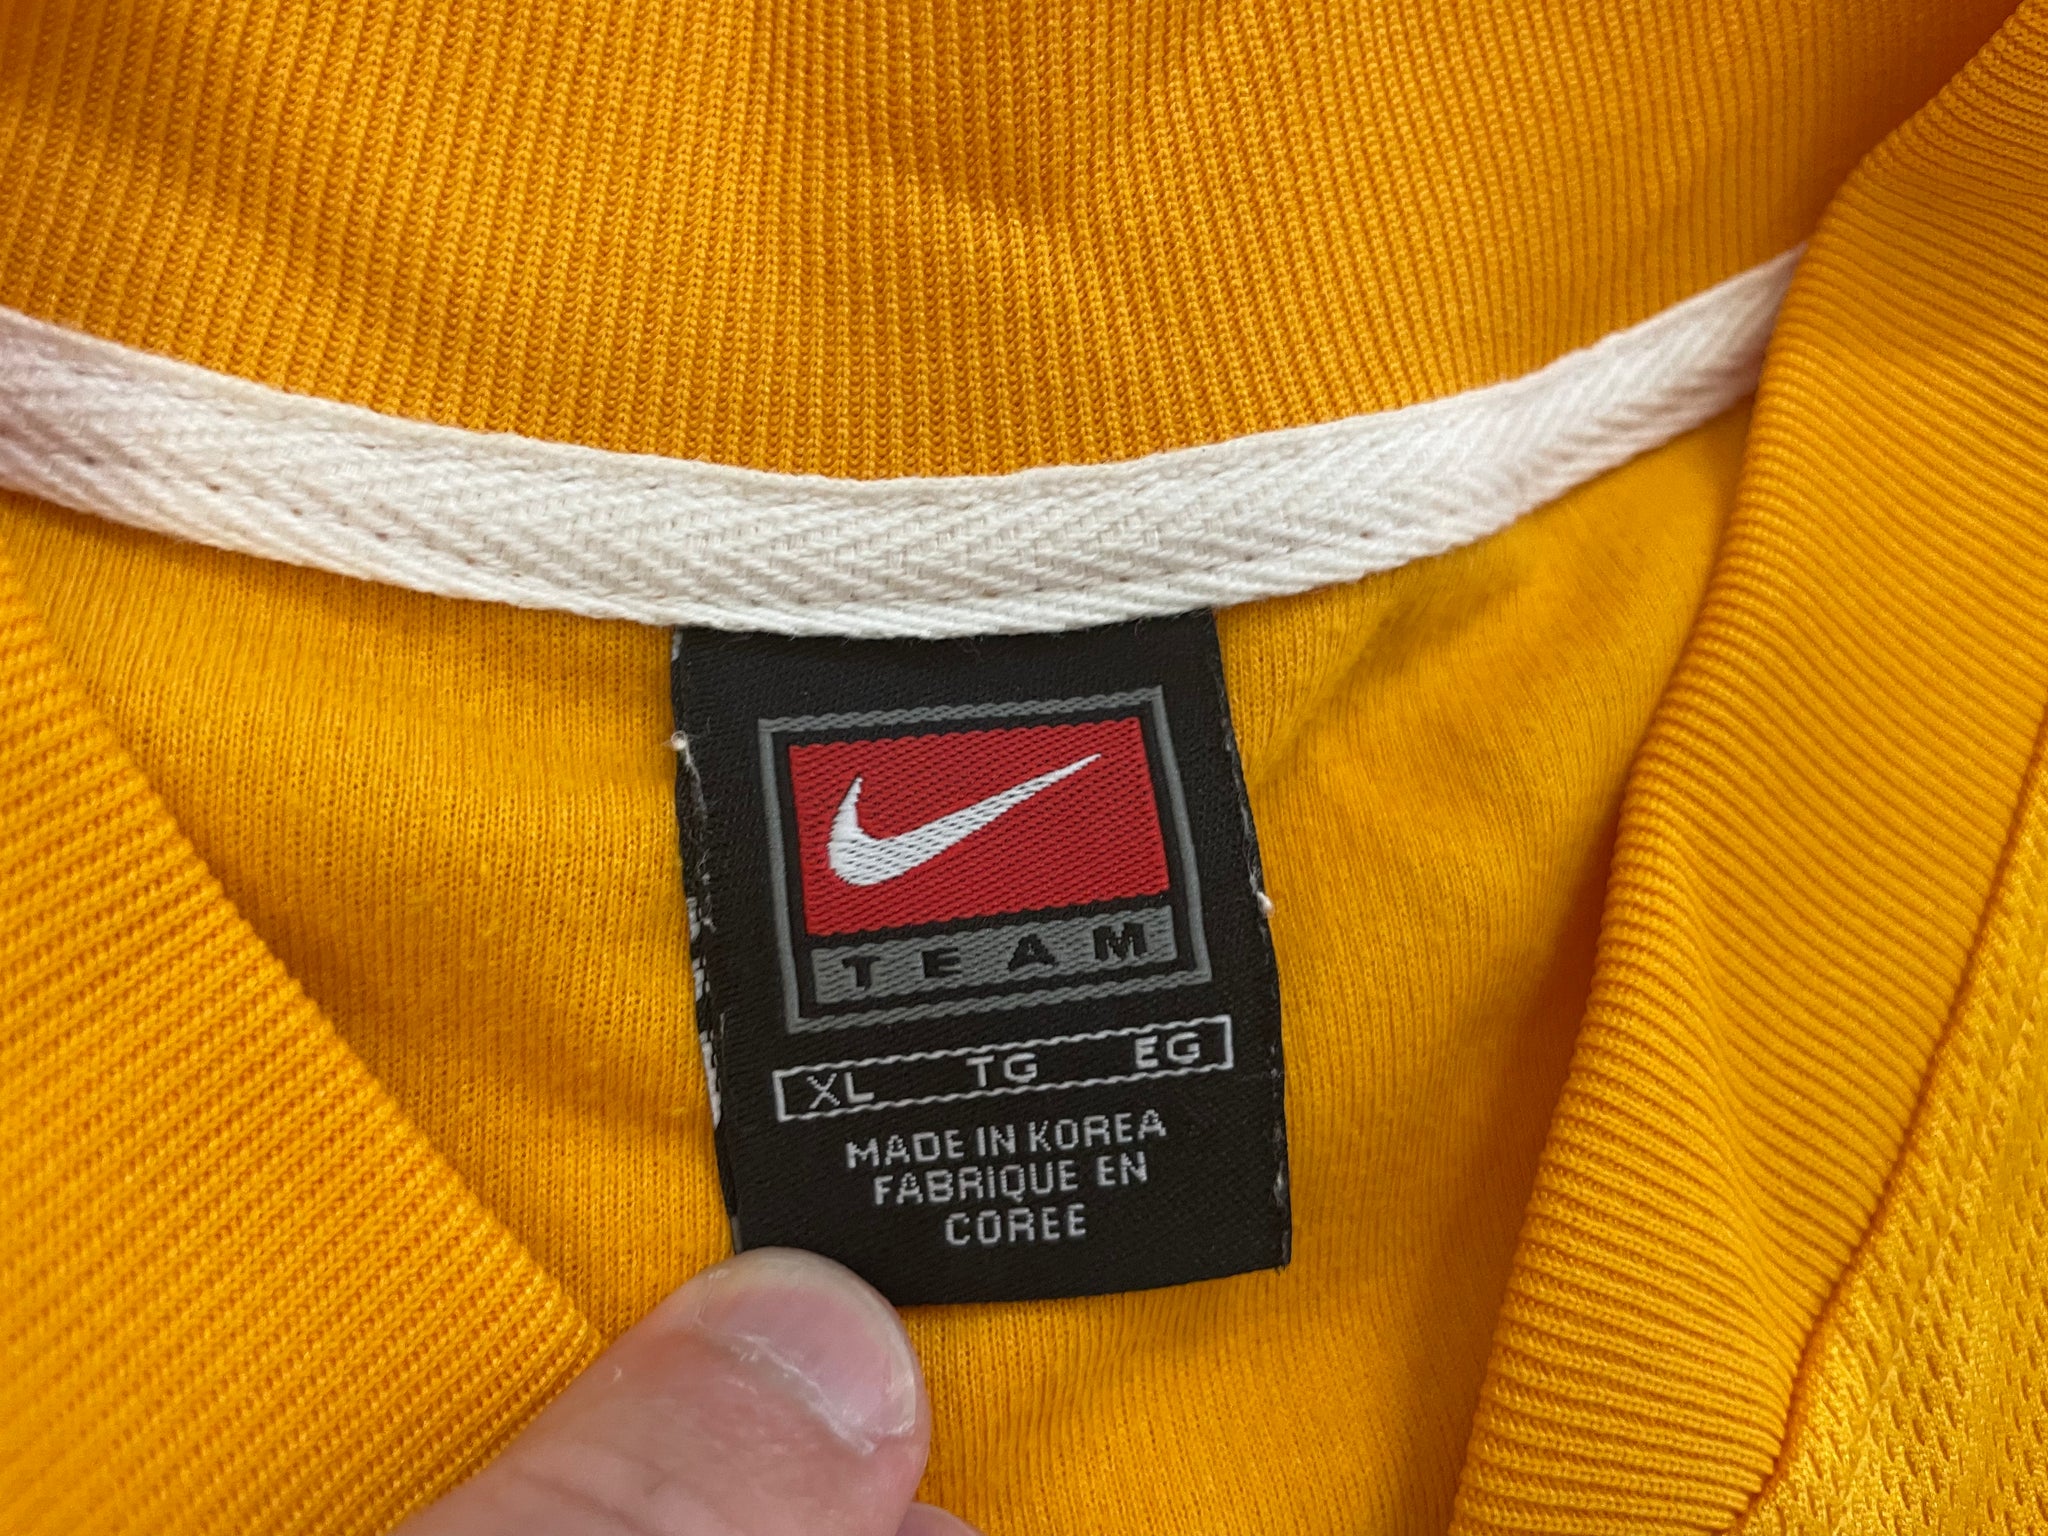 TEAM
XL TG EG
MADE IN KOREA
FABRIQUE EN
COREE